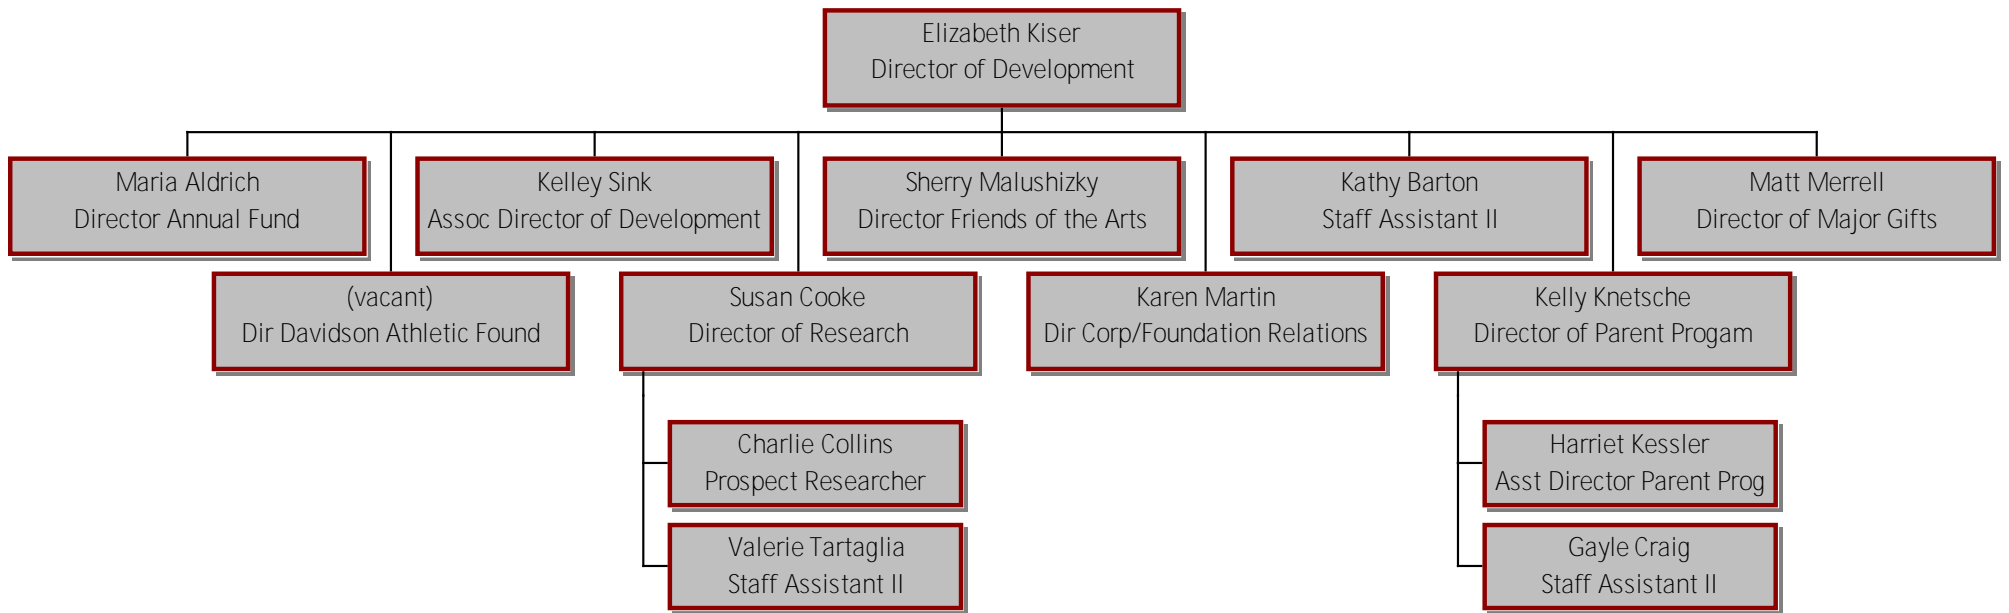 Elizabeth Kiser
Director of Development
Maria Aldrich
Director Annual Fund
Kelley Sink
Assoc Director of Development
Sherry Malushizky
Director Friends of the Arts
Kathy Barton
Staff Assistant II
Matt Merrell
Director of Major Gifts
(vacant)
Dir Davidson Athletic Found
Susan Cooke
Director of Research
Karen Martin
Dir Corp/Foundation Relations
Kelly Knetsche
Director of Parent Progam
Charlie Collins
Prospect Researcher
Harriet Kessler
Asst Director Parent Prog
Valerie Tartaglia
Staff Assistant II
Gayle Craig
Staff Assistant II